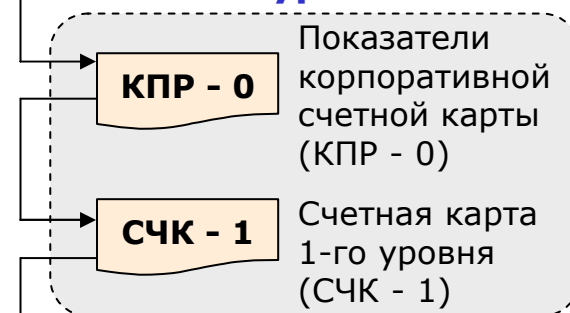 КПР - 0
Показатели
корпоративной
счетной карты
(КПР - 0)
СЧК - 1
Счетная карта
1-го уровня
(СЧК - 1)